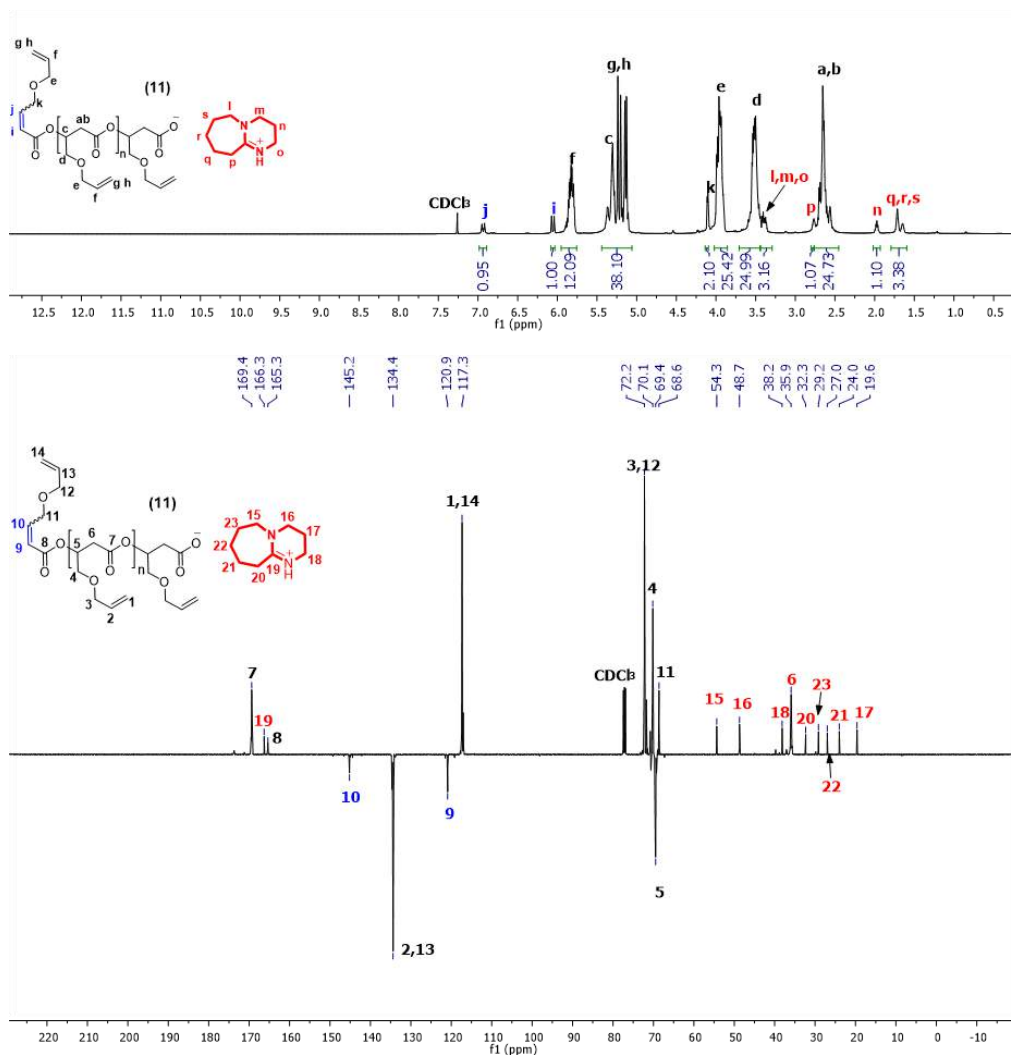 g h
f
(11)
e
O
j
k
ab
l
m
s
N
n
i
O
c
O
O⁻
r
d
O
O
n
O
q
p
N
H
o
e
O
O
f
g h
CDCl₃
j
i
f
c
g,h
k
e
d
l,m,o
p
a,b
n
q,r,s
0.95
1.00
12.09
38.10
2.10
25.42
24.99
3.16
1.07
24.73
1.10
3.38
12.5 12.0 11.5 11.0 10.5 10.0 9.5 9.0 8.5 8.0 7.5 7.0 6.5 6.0 5.5 5.0 4.5 4.0 3.5 3.0 2.5 2.0 1.5 1.0 0.5
f1 (ppm)
169.4
166.3
165.3
145.2
134.4
120.9
117.3
72.2
70.1
69.4
68.6
54.3
48.7
38.2
35.9
32.3
29.2
27.0
24.0
19.6
14
13
(11)
O
12
10
11
6
15
16
23
N
17
9
8
O
5
7
O
O⁻
22
O
4
O
n
O
21
20
19
N
H
18
3
O
O
2
1
7
19
8
10
2,13
9
1,14
CDCl₃
3,12
4
5
11
15
16
18
6
20
23
22
21
17
220 210 200 190 180 170 160 150 140 130 120 110 100 90 80 70 60 50 40 30 20 10 0 -10
f1 (ppm)